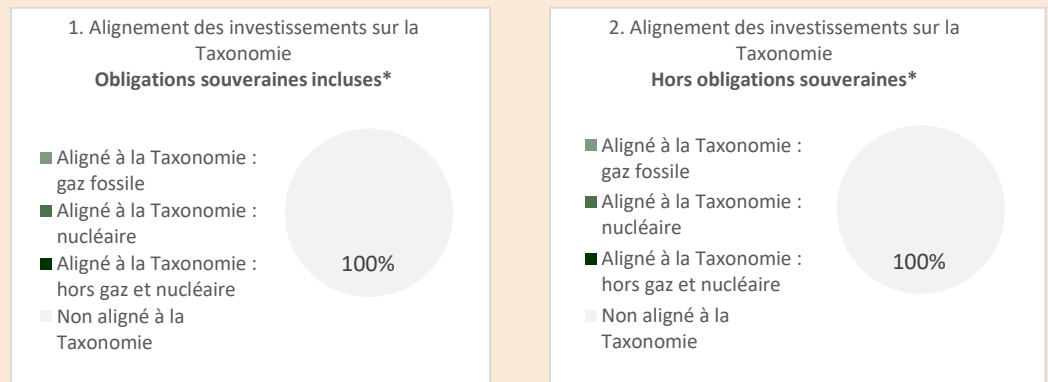 1. Alignement des investissements sur la
Taxonomie
Obligations souveraines incluses*
Aligné à la Taxonomie :
gaz fossile
Aligné à la Taxonomie :
nucléaire
Aligné à la Taxonomie :
hors gaz et nucléaire
Non aligné à la
Taxonomie
100%
2. Alignement des investissements sur la
Taxonomie
Hors obligations souveraines*
Aligné à la Taxonomie :
gaz fossile
Aligné à la Taxonomie :
nucléaire
Aligné à la Taxonomie :
hors gaz et nucléaire
Non aligné à la
Taxonomie
100%